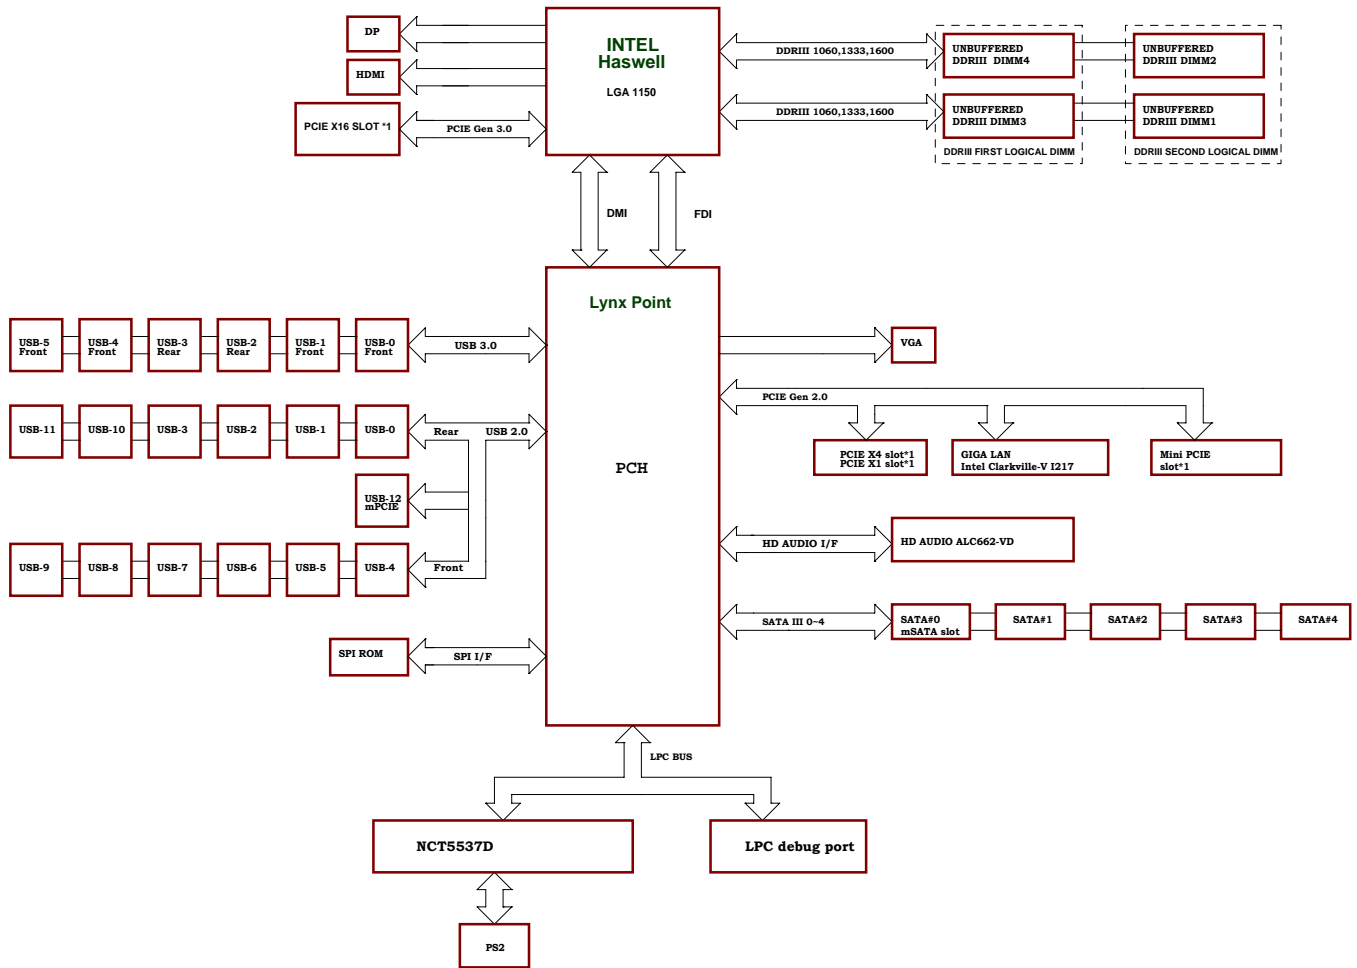 DP
HDMI
PCIE X16 SLOT *1
PCIE Gen 3.0
INTEL
Haswell
LGA 1150
DDRIII 1060,1333,1600
DDRIII 1060,1333,1600
UNBUFFERED
DDRIII  DIMM4
UNBUFFERED
DDRIII DIMM2
UNBUFFERED
DDRIII DIMM3
UNBUFFERED
DDRIII DIMM1
DDRIII FIRST LOGICAL DIMM
DDRIII SECOND LOGICAL DIMM
DMI
FDI
Lynx Point
PCH
USB-5
Front
USB-4
Front
USB-3
Rear
USB-2
Rear
USB-1
Front
USB-0
Front
USB 3.0
VGA
PCIE Gen 2.0
USB-11
USB-10
USB-3
USB-2
USB-1
USB-0
Rear
USB 2.0
PCIE X4 slot*1
PCIE X1 slot*1
GIGA LAN
Intel Clarkville-V I217
Mini PCIE
slot*1
USB-12
mPCIE
HD AUDIO I/F
HD AUDIO ALC662-VD
USB-9
USB-8
USB-7
USB-6
USB-5
USB-4
Front
SATA III 0~4
SATA#0
mSATA slot
SATA#1
SATA#2
SATA#3
SATA#4
SPI ROM
SPI I/F
LPC BUS
NCT5537D
LPC debug port
PS2